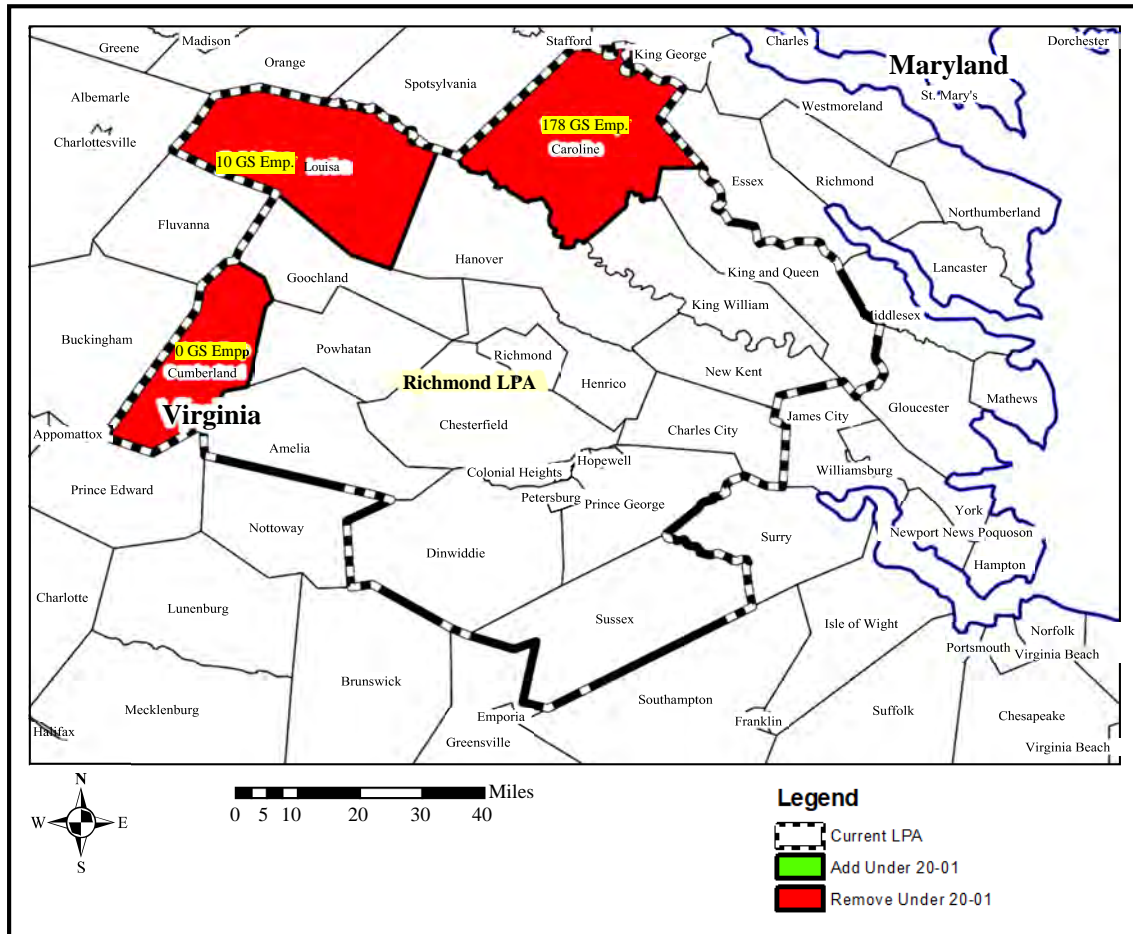 Greene
Madison
Orange
Stafford
King George
Charles
Dorchester
Maryland
Albemarle
Spotsylvania
St. Mary's
Westmoreland
Charlottesville
178 GS Emp.
Caroline
10 GS Emp.
Louisa
Essex
Richmond
Northumberland
Fluvanna
Hanover
Goochland
King and Queen
Lancaster
King William
Middlesex
Buckingham
0 GS Empp
Cumberland
Powhatan
Richmond
Richmond LPA
Henrico
New Kent
Virginia
Mathews
Gloucester
James City
Appomattox
Chesterfield
Charles City
Amelia
Hopewell
Colonial Heights
Williamsburg
Prince Edward
Petersburg
Prince George
York
Nottoway
Newport News Poquoson
Surry
Dinwiddie
Hampton
Charlotte
Lunenburg
Sussex
Isle of Wight
Norfolk
Portsmouth
Virginia Beach
Brunswick
Southampton
Mecklenburg
Suffolk
Emporia
Franklin
Chesapeake
Halifax
Greensville
Virginia Beach
N
W E
S
Miles
0 5 10 20 30 40
Legend
Current LPA
Add Under 20-01
Remove Under 20-01